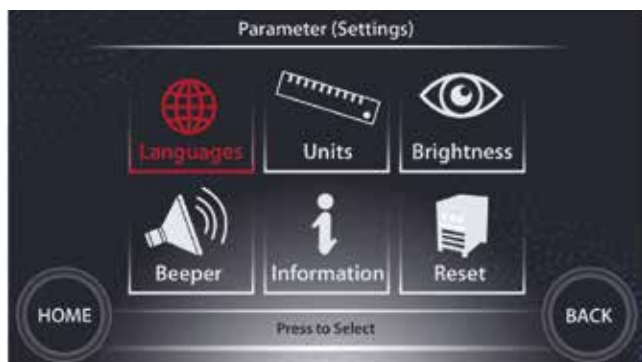 Parameter (Settings)
Languages
Units
Brightness
Beeper
Information
Reset
HOME
Press to Select
BACK